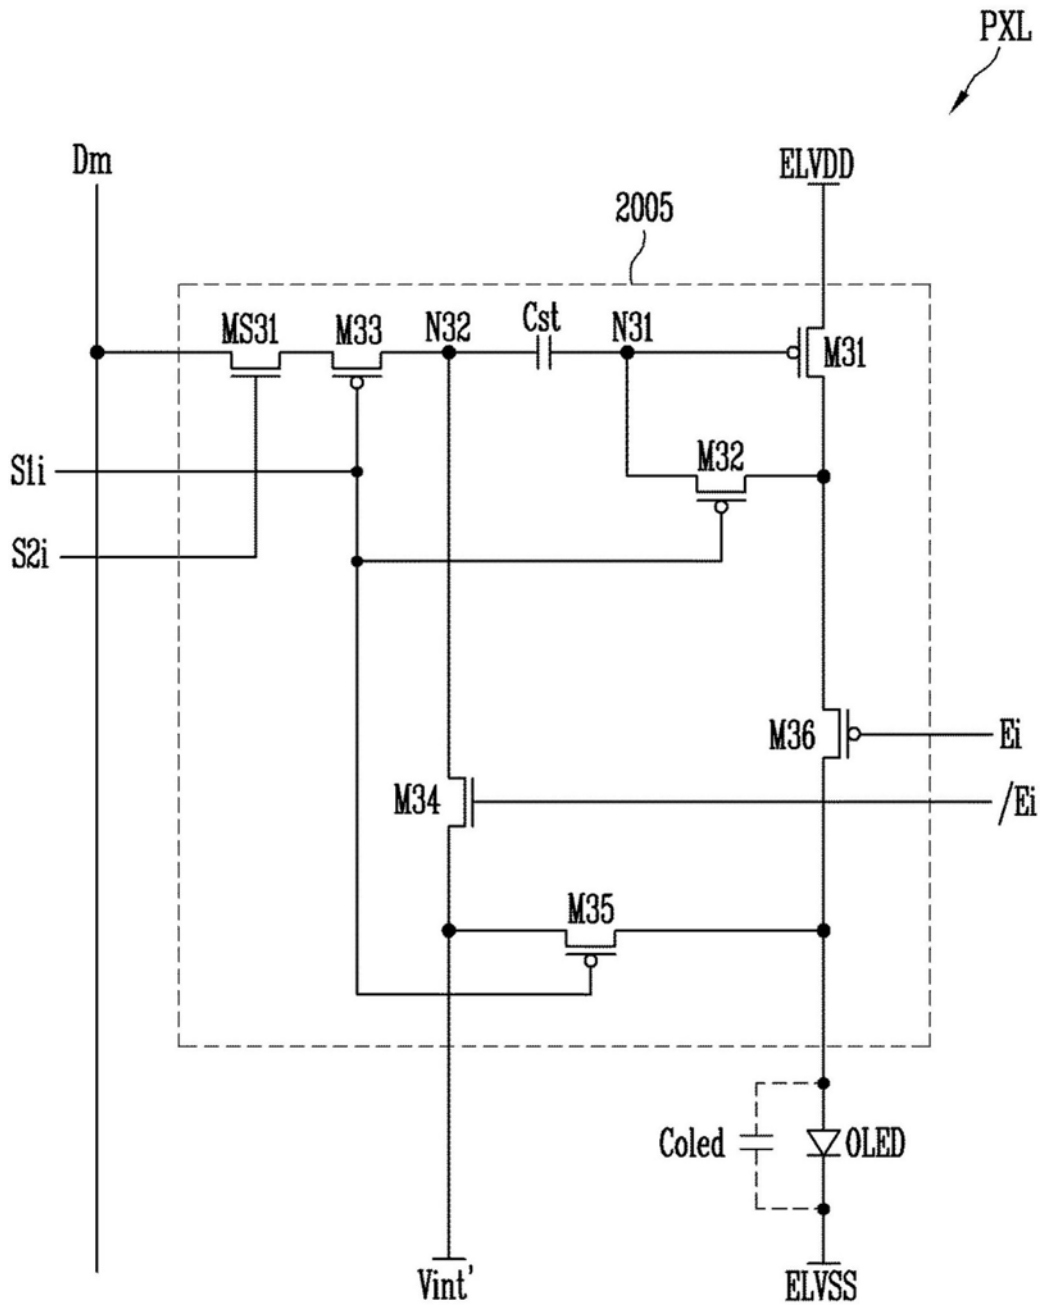 PXL
Dm
ELVDD
2005
MS31
M33
N32
Cst
N31
M31
S1i
M32
S2i
M36
Ei
M34
/Ei
M35
Coled
OLED
Vint'
ELVSS